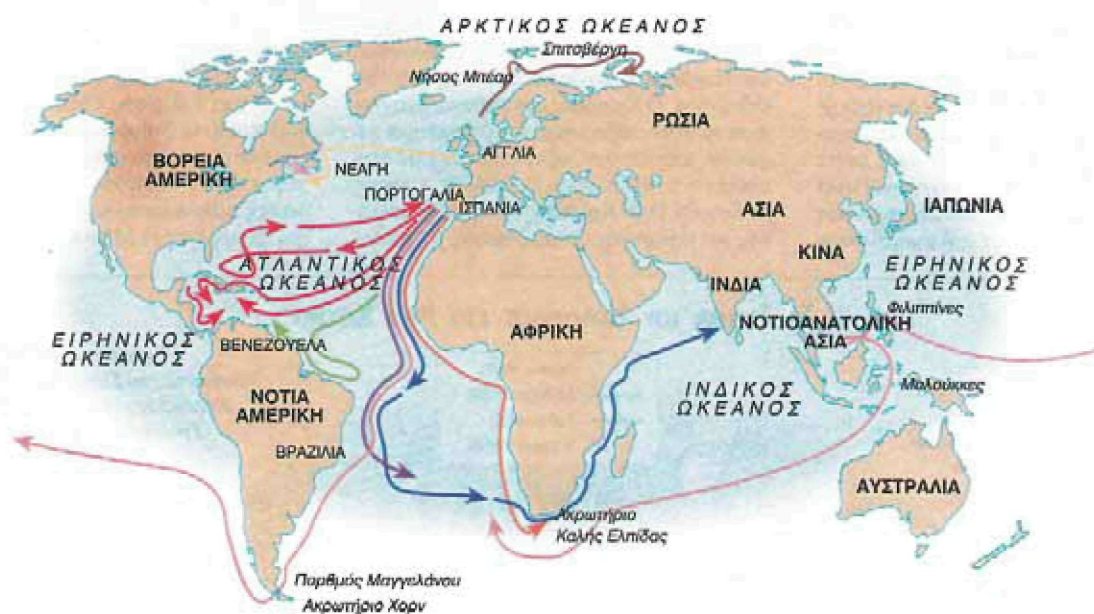 ΑΡΚΤΙΚΟΣ ΩΚΕΑΝΟΣ
Σπιτσβέργη
Νήσος Μπέαρ
ΡΩΣΙΑ
ΒΟΡΕΙΑ
ΑΜΕΡΙΚΗ
ΑΓΓΛΙΑ
ΝΕΑ ΓΗ
ΠΟΡΤΟΓΑΛΙΑ
ΙΣΠΑΝΙΑ
ΑΣΙΑ
ΙΑΠΩΝΙΑ
ΚΙΝΑ
ΑΤΛΑΝΤΙΚΟΣ
ΩΚΕΑΝΟΣ
ΕΙΡΗΝΙΚΟΣ
ΩΚΕΑΝΟΣ
ΙΝΔΙΑ
Φιλιππίνες
ΝΟΤΙΟΑΝΑΤΟΛΙΚΗ
ΑΣΙΑ
ΑΦΡΙΚΗ
ΕΙΡΗΝΙΚΟΣ
ΩΚΕΑΝΟΣ
ΒΕΝΕΖΟΥΕΛΑ
ΙΝΔΙΚΟΣ
ΩΚΕΑΝΟΣ
Μολούκκες
ΝΟΤΙΑ
ΑΜΕΡΙΚΗ
ΒΡΑΖΙΛΙΑ
ΑΥΣΤΡΑΛΙΑ
Ακρωτήριο
Καλής Ελπίδας
Πορθμός Μαγγελάνου
Ακρωτήριο Χορν